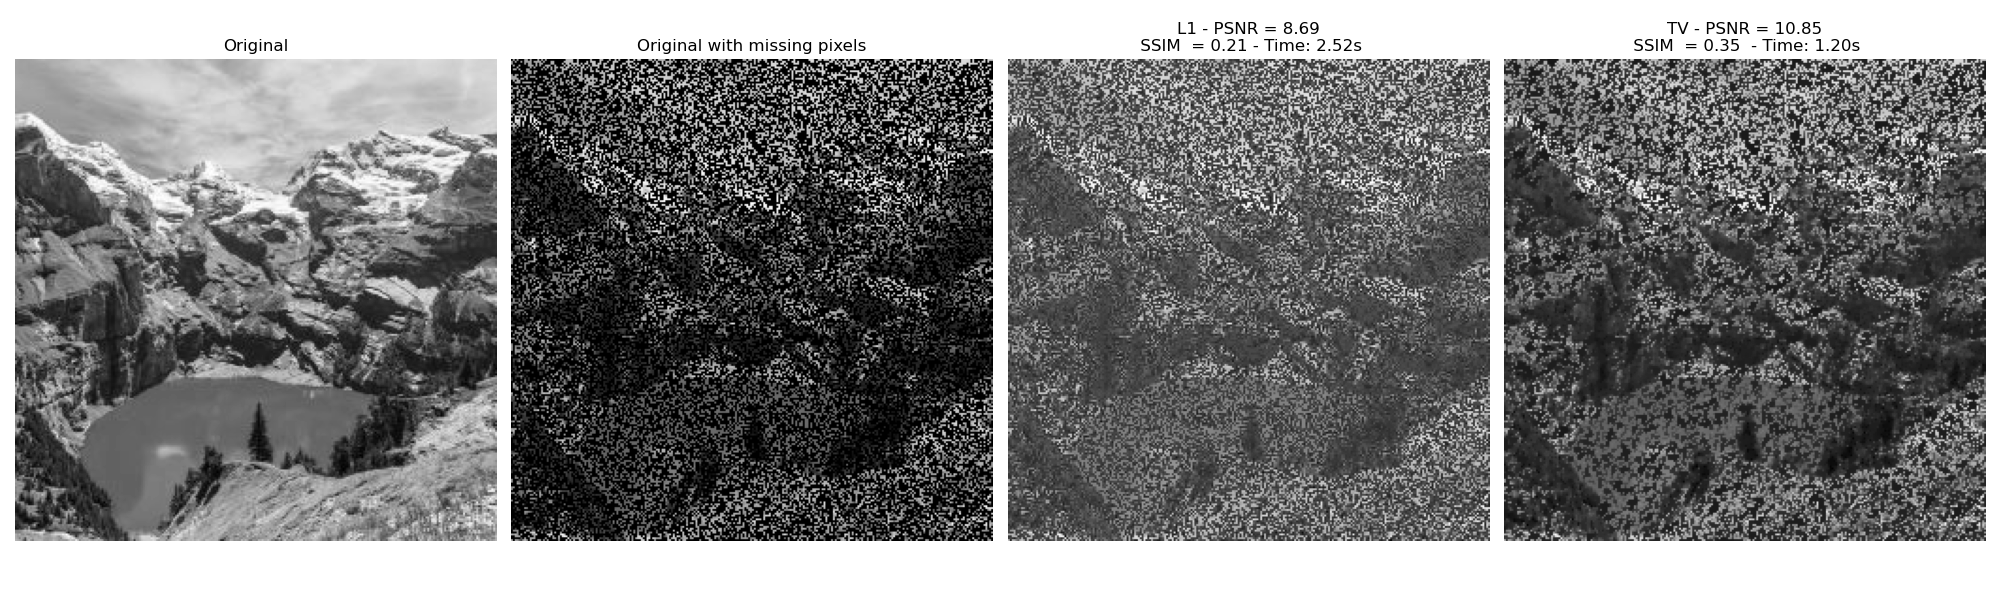 Original
Original with missing pixels
L1 - PSNR = 8.69
SSIM  = 0.21 - Time: 2.52s
TV - PSNR = 10.85
SSIM  = 0.35  - Time: 1.20s